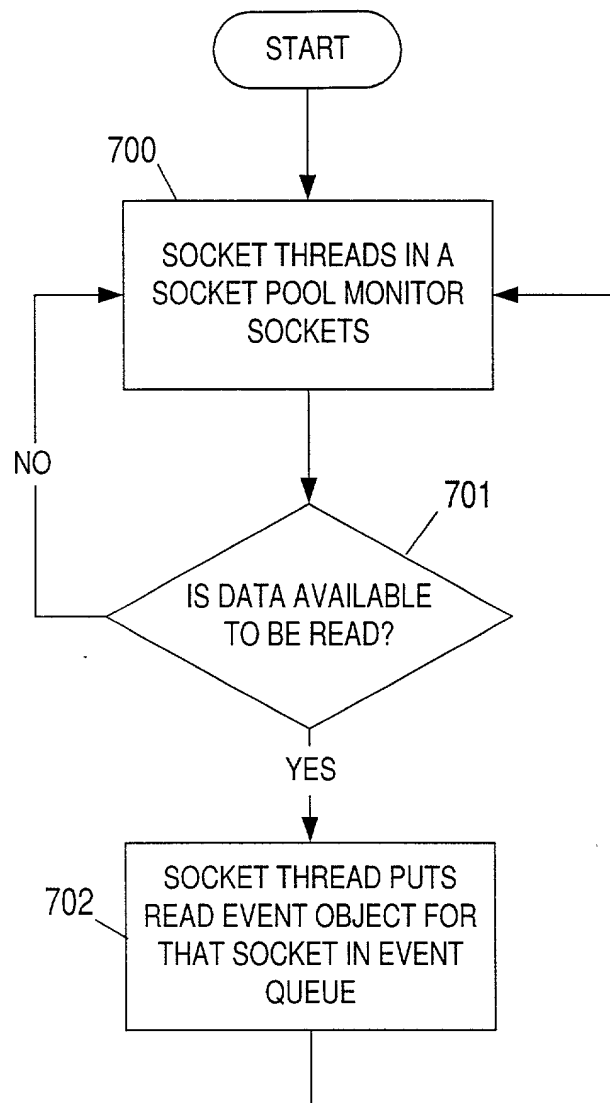 START
700
SOCKET THREADS IN A
SOCKET POOL MONITOR
SOCKETS
NO
701
IS DATA AVAILABLE
TO BE READ?
YES
702
SOCKET THREAD PUTS
READ EVENT OBJECT FOR
THAT SOCKET IN EVENT
QUEUE